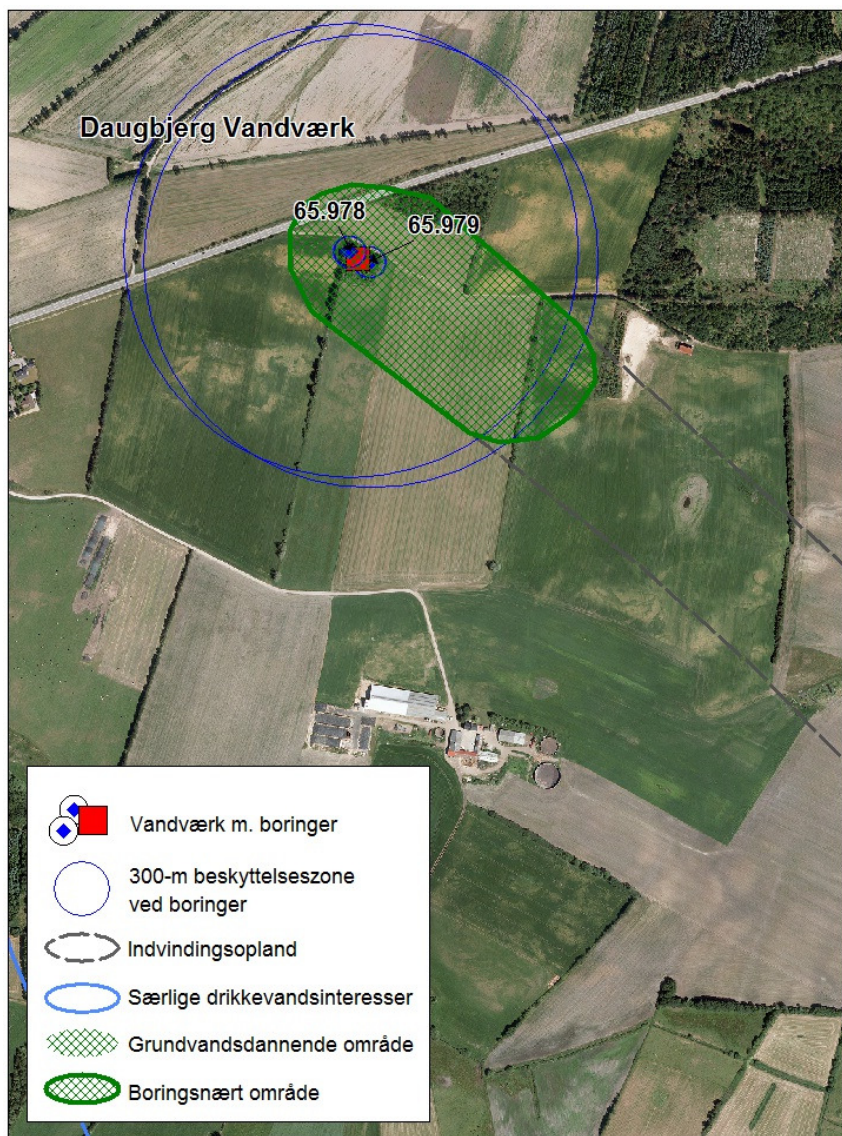 Daugbjerg Vandværk
65.978
65.979
Vandværk m. boringer
300-m beskyttelseszone
ved boringer
Indvindingsopland
Særlige drikkevandsinteresser
Grundvandsdannende område
Boringsnært område